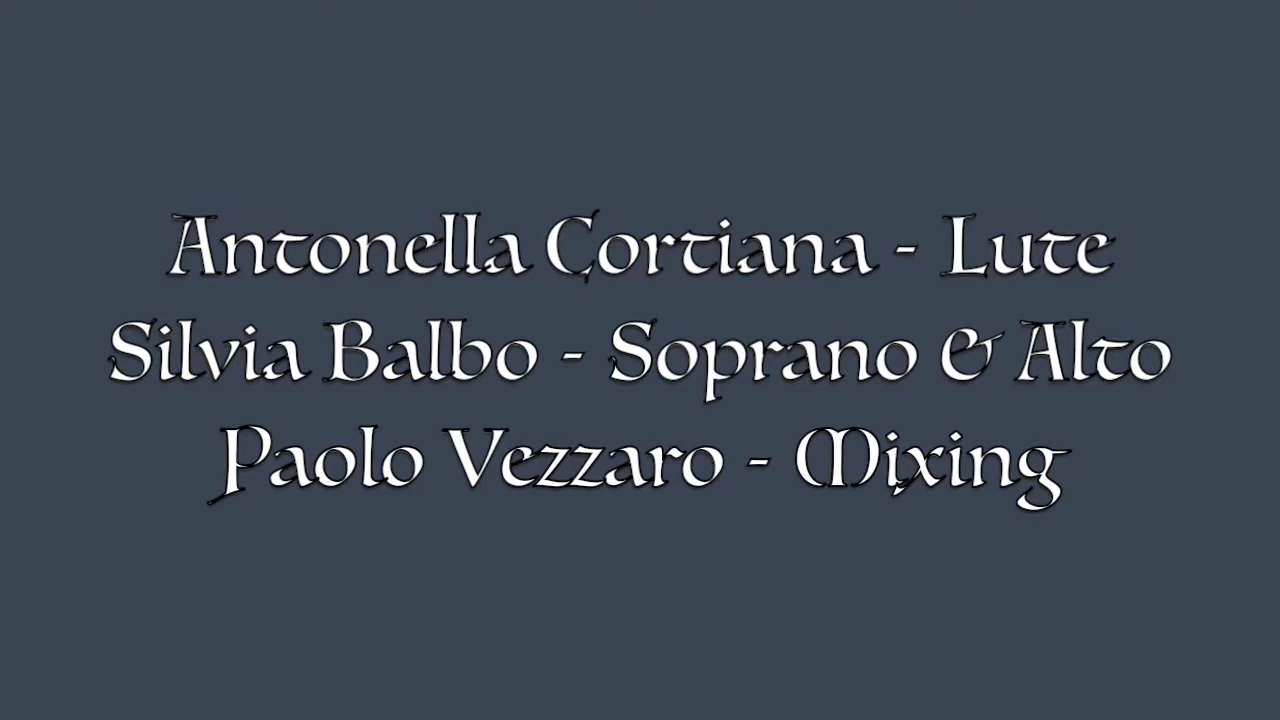 Antonella Cortiana - Lute
Silvia Balbo - Soprano & Alto
Paolo Vezzaro - Mixing